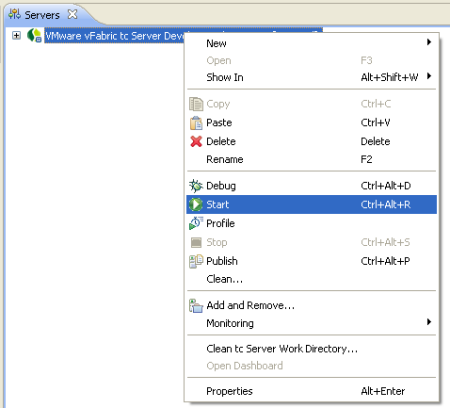 Servers
VMware vFabric tc Server
New
Open F3
Show In Alt+Shift+W
Copy Ctrl+C
Paste Ctrl+V
Delete Delete
Rename F2
Debug Ctrl+Alt+D
Start Ctrl+Alt+R
Profile
Stop Ctrl+Alt+S
Publish Ctrl+Alt+P
Clean...
Add and Remove...
Monitoring
Clean tc Server Work Directory...
Open Dashboard
Properties Alt+Enter